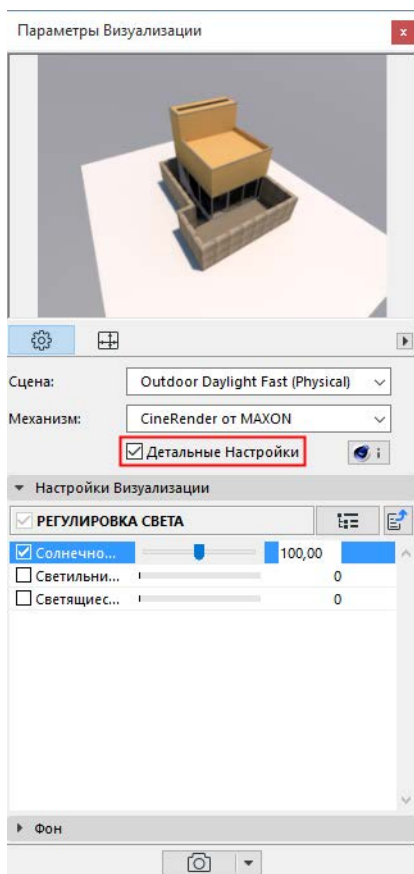 Параметры Визуализации
Сцена: Outdoor Daylight Fast (Physical)
Механизм: CineRender от MAXON
Детальные Настройки
Настройки Визуализации
РЕГУЛИРОВКА СВЕТА
Солнечно... 100,00
Светильни... 0
Светящиес... 0
Фон